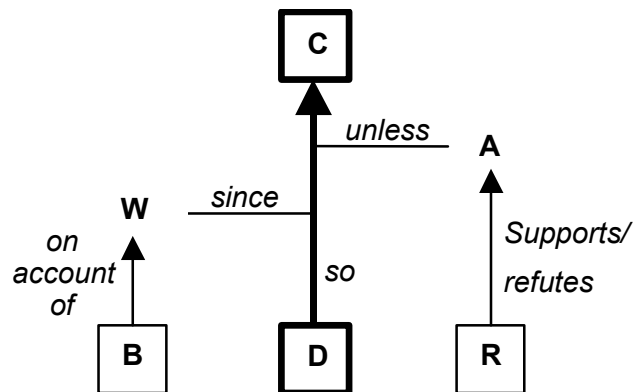 C
unless
A
W
since
on
account
of
so
Supports/
refutes
B
D
R